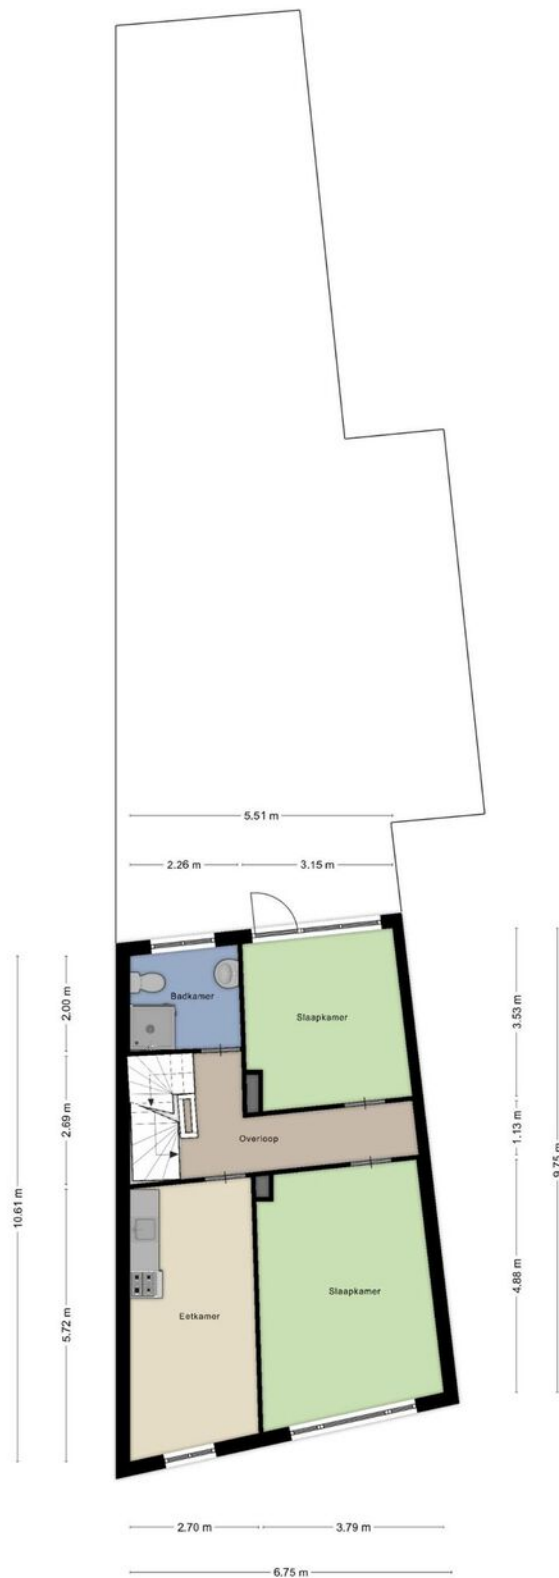 5.51 m
2.26 m
3.15 m
Badkamer
Slaapkamer
2.00 m
3.53 m
2.69 m
Overloop
1.13 m
9.75 m
10.61 m
4.88 m
5.72 m
Eetkamer
Slaapkamer
2.70 m
3.79 m
6.75 m